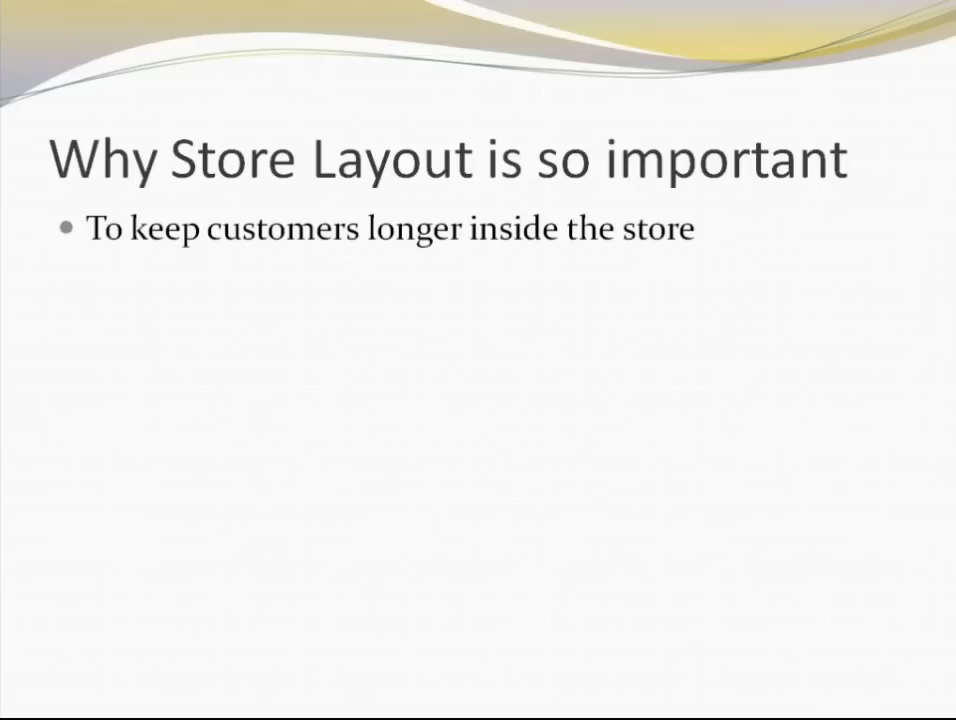 Why Store Layout is so important
• To keep customers longer inside the store